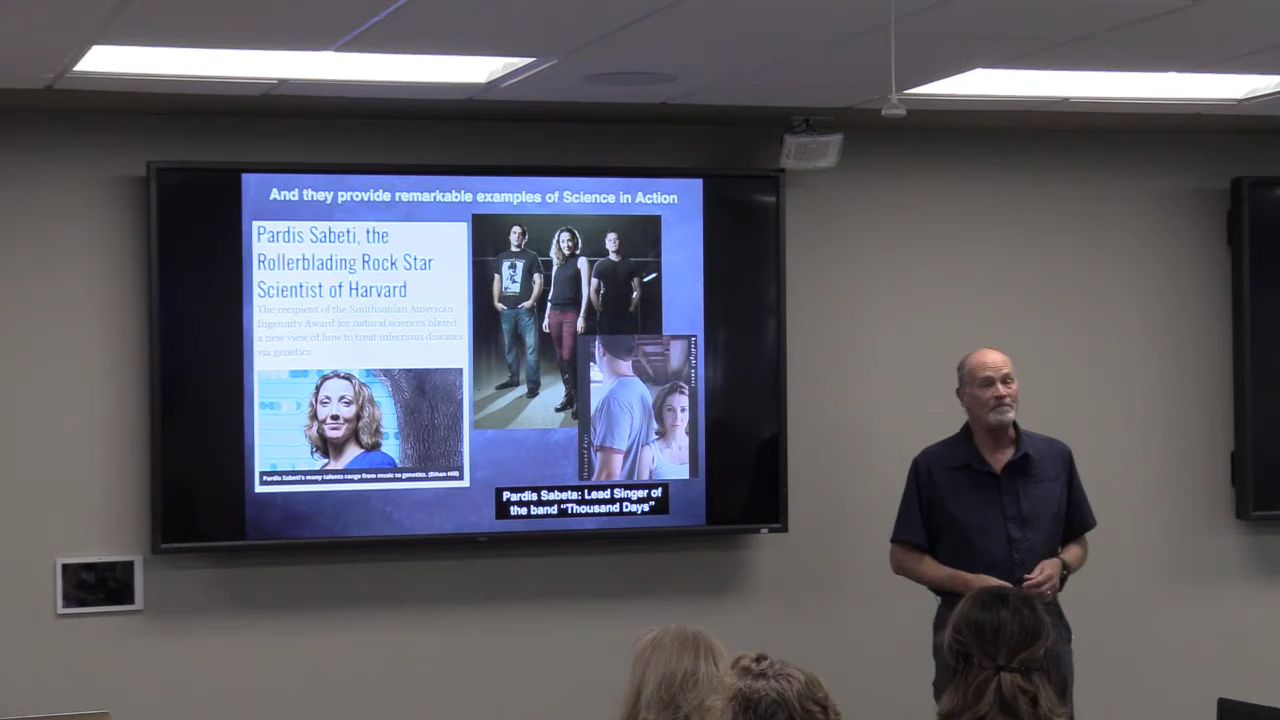 And they provide remarkable examples of Science in Action
Pardis Sabeti, the
Rollerblading Rock Star
Scientist of Harvard
The recipient of the Smithsonian American
Ingenuity Award for natural sciences blazed
a new view of how to treat infectious diseases
via genetics
Pardis Sabeti's many talents range from music to genetics. (Ethan Hill)
thousand days
Pardis Sabeta: Lead Singer of
the band “Thousand Days”